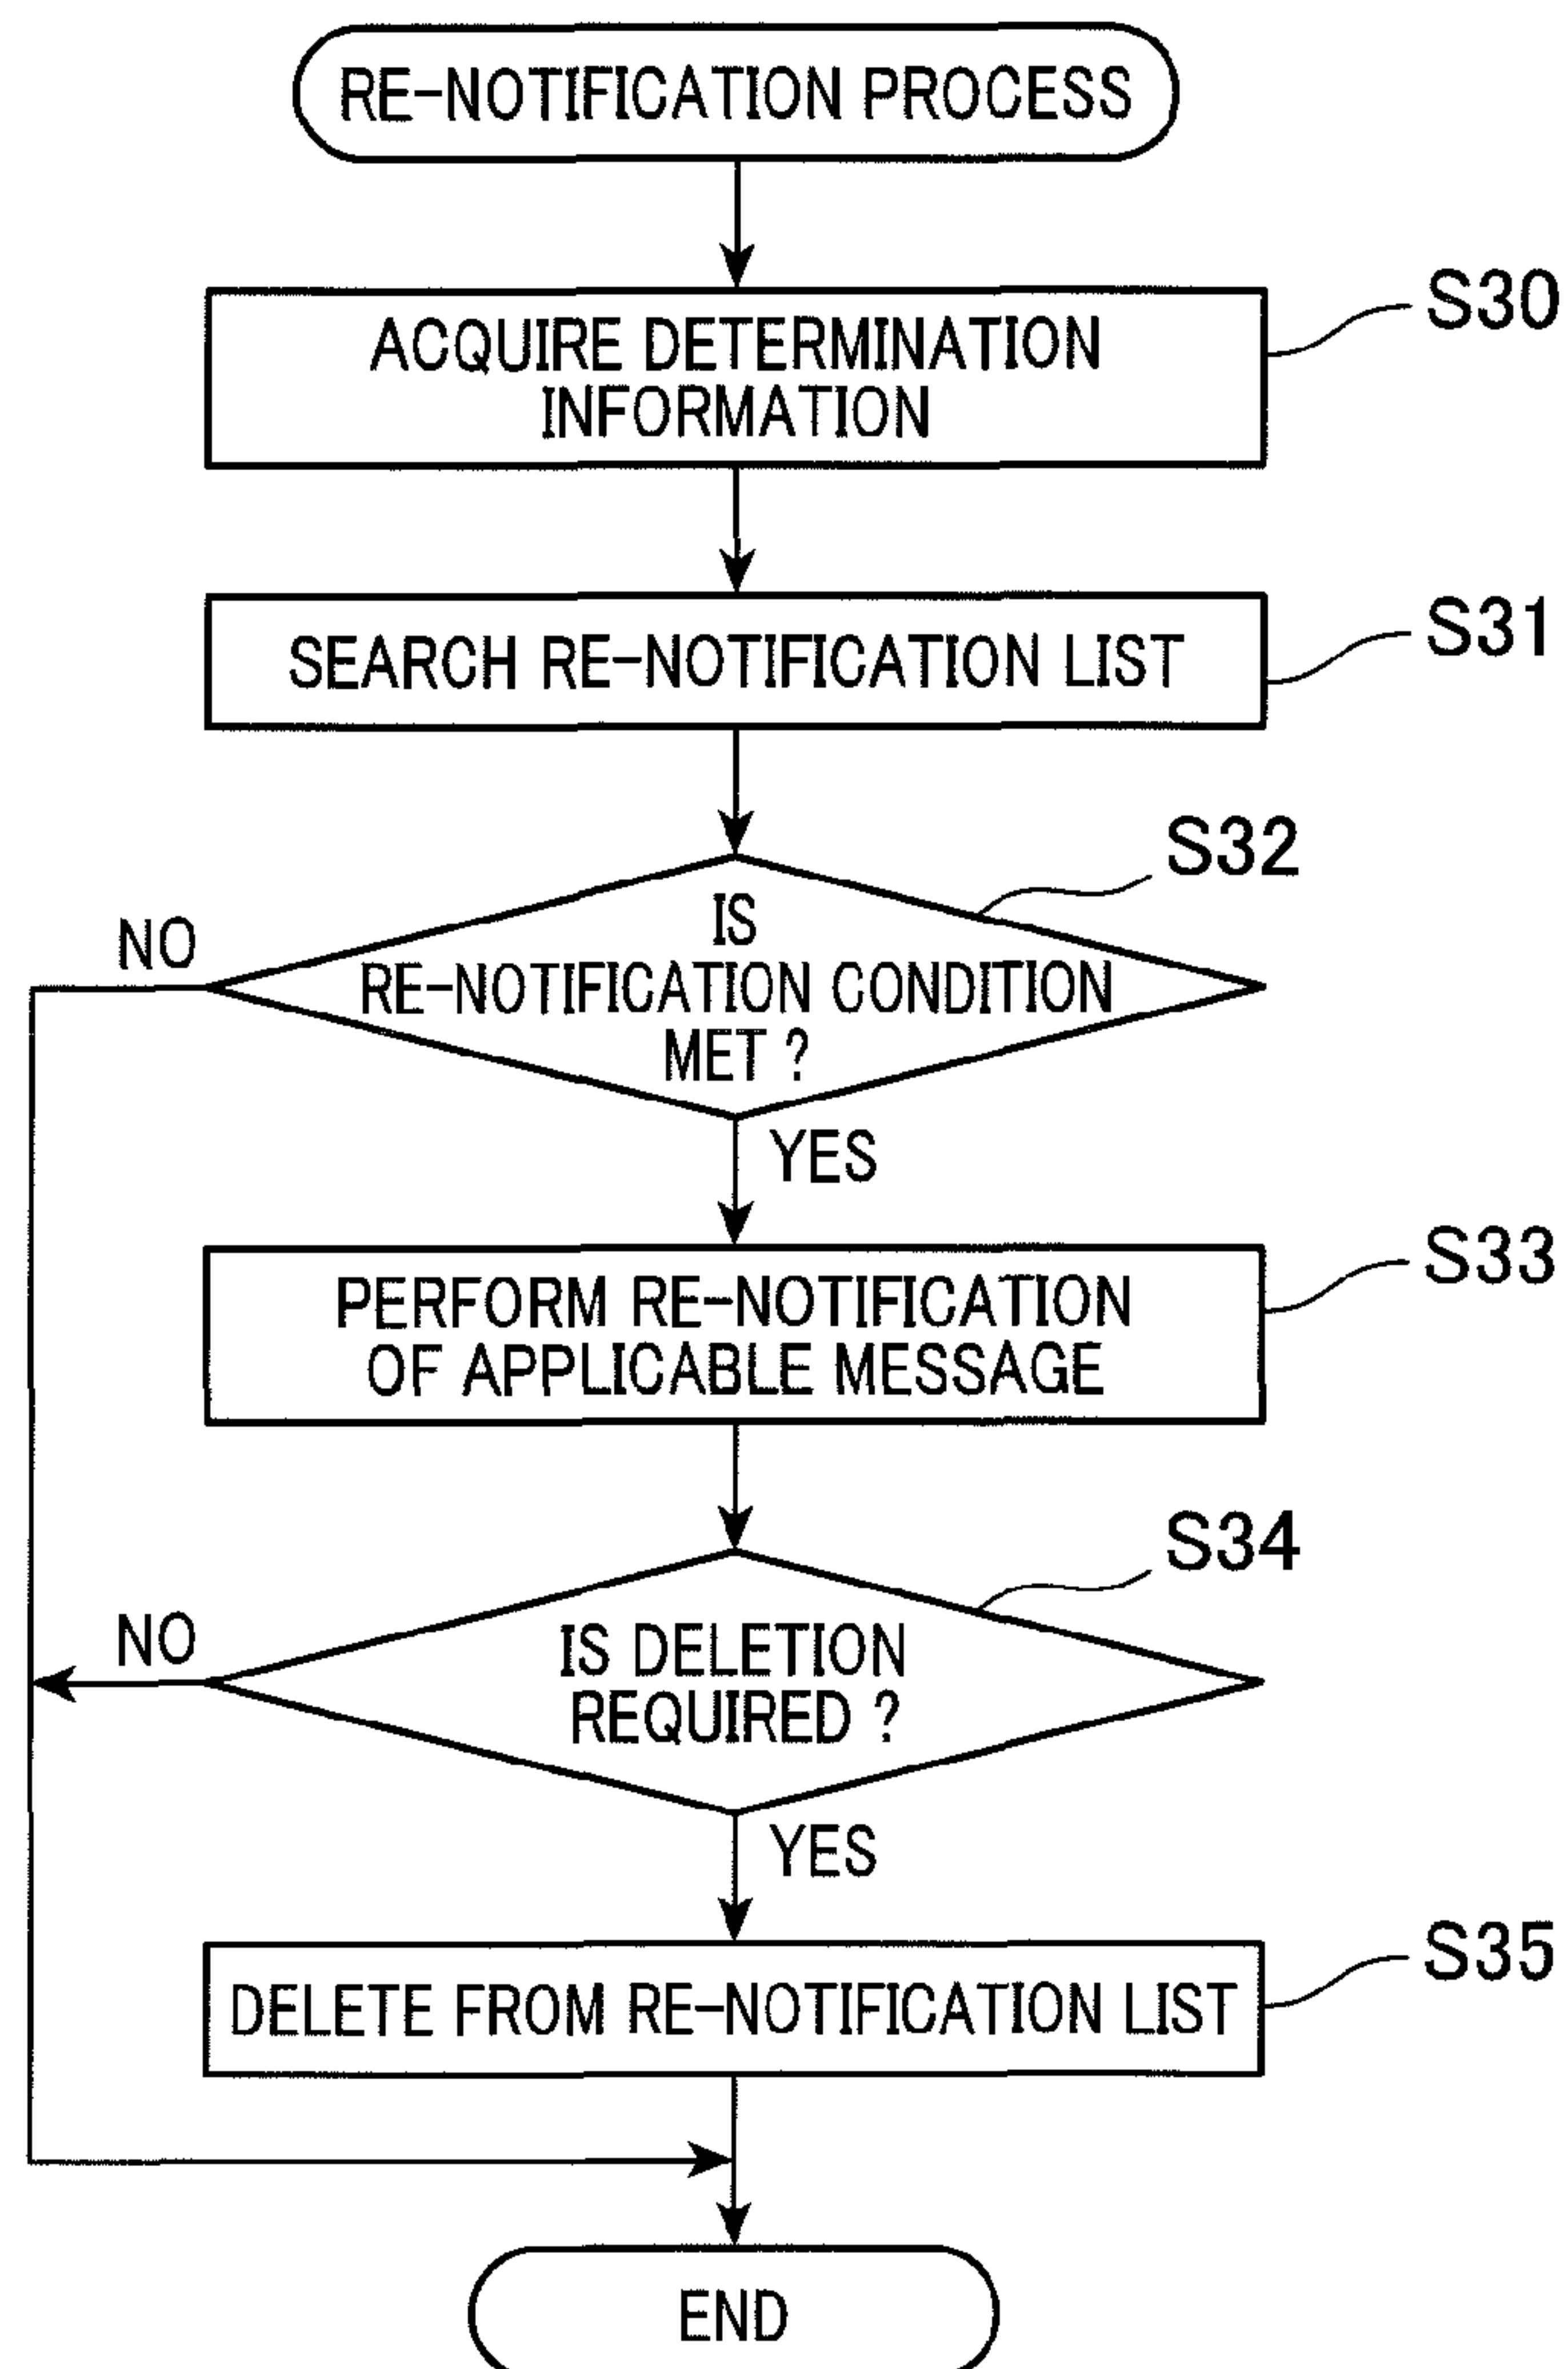 RE-NOTIFICATION PROCESS
S30
ACQUIRE DETERMINATION
INFORMATION
S31
SEARCH RE-NOTIFICATION LIST
S32
NO
IS
RE-NOTIFICATION CONDITION
MET ?
YES
S33
PERFORM RE-NOTIFICATION
OF APPLICABLE MESSAGE
S34
NO
IS DELETION
REQUIRED ?
YES
S35
DELETE FROM RE-NOTIFICATION LIST
END